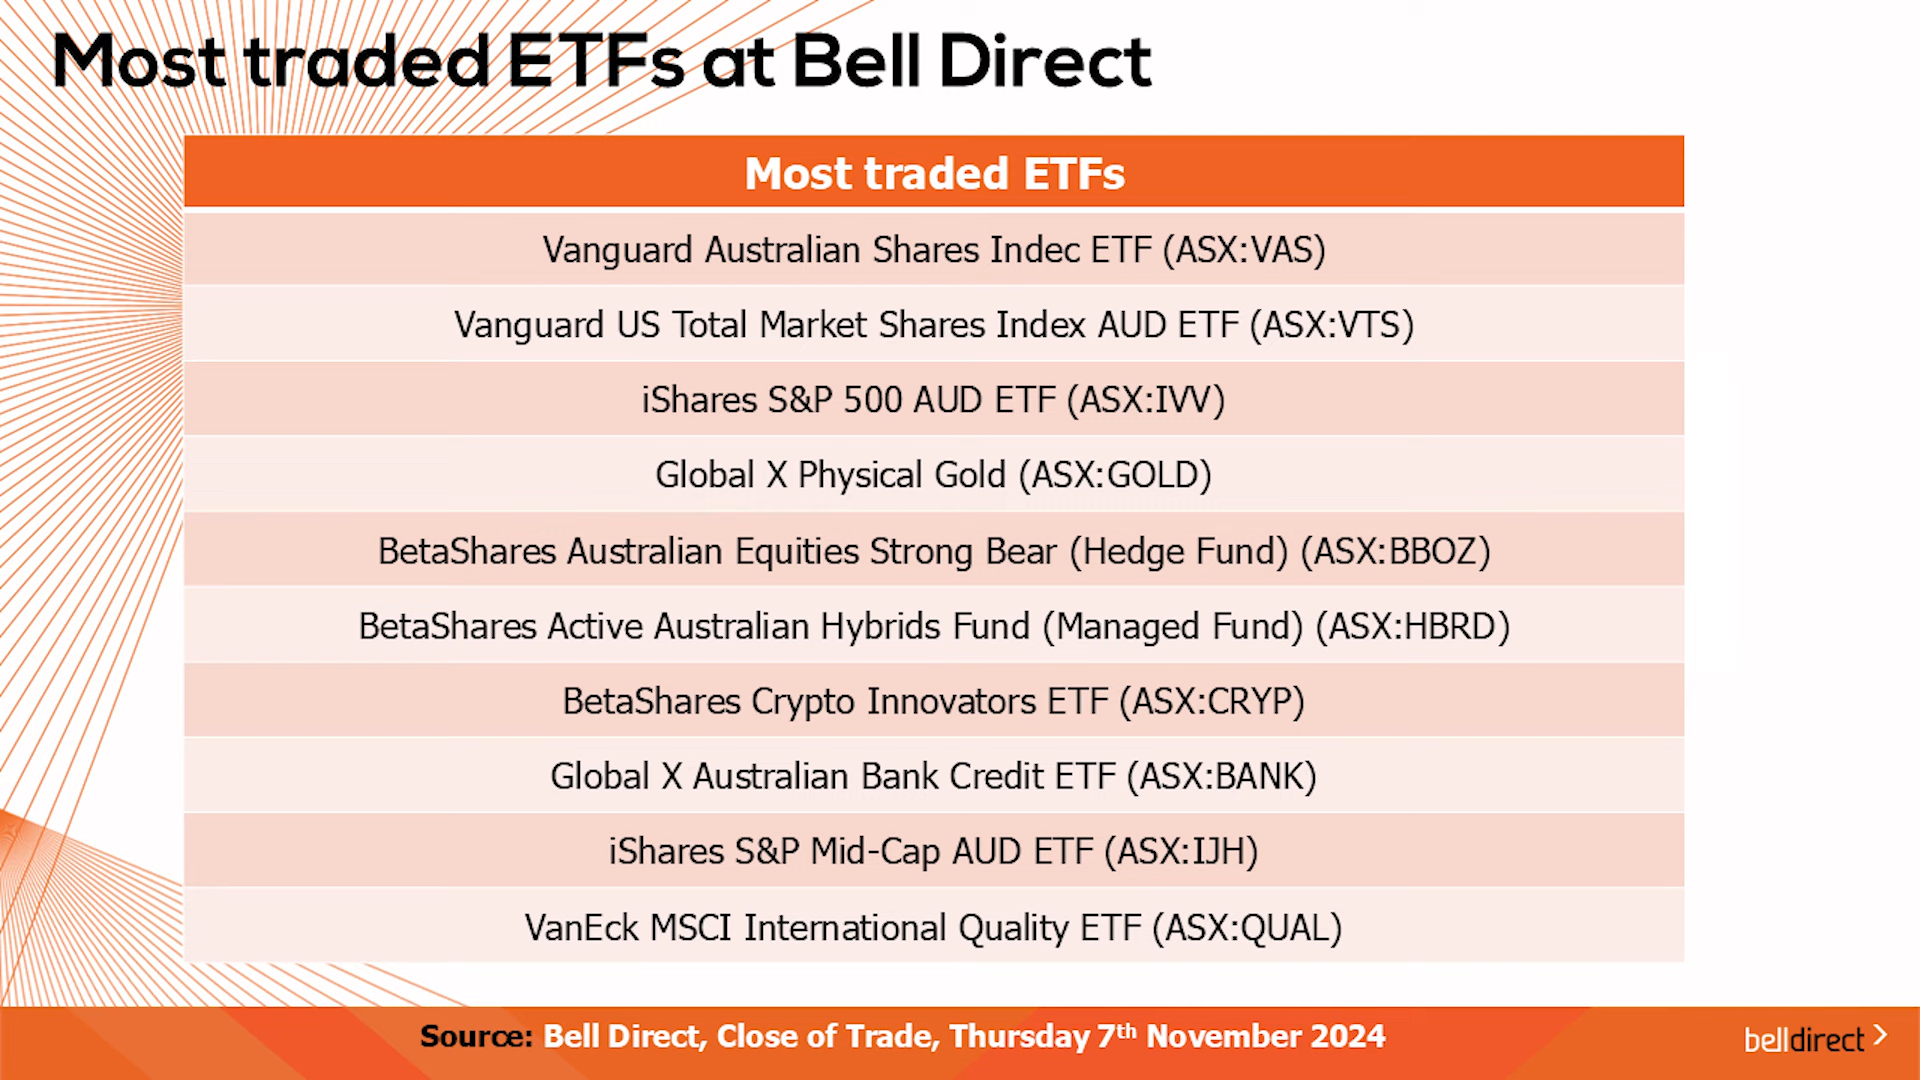 Most traded ETFs at Bell Direct
Most traded ETFs
Vanguard Australian Shares Indec ETF (ASX:VAS)
Vanguard US Total Market Shares Index AUD ETF (ASX:VTS)
iShares S&P 500 AUD ETF (ASX:IVV)
Global X Physical Gold (ASX:GOLD)
BetaShares Australian Equities Strong Bear (Hedge Fund) (ASX:BBOZ)
BetaShares Active Australian Hybrids Fund (Managed Fund) (ASX:HBRD)
BetaShares Crypto Innovators ETF (ASX:CRYP)
Global X Australian Bank Credit ETF (ASX:BANK)
iShares S&P Mid-Cap AUD ETF (ASX:IJH)
VanEck MSCI International Quality ETF (ASX:QUAL)
Source: Bell Direct, Close of Trade, Thursday 7th November 2024
belldirect